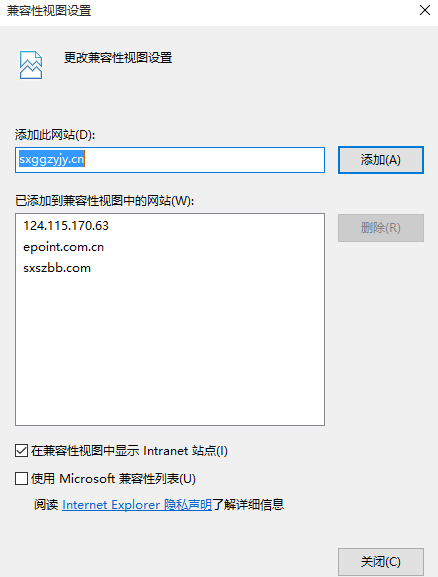 兼容性视图设置
更改兼容性视图设置
添加此网站(D):
sxggzyjy.cn
添加(A)
已添加到兼容性视图中的网站(W):
124.115.170.63
删除(R)
epoint.com.cn
sxszbb.com
在兼容性视图中显示 Intranet 站点(I)
使用 Microsoft 兼容性列表(U)
阅读 Internet Explorer 隐私声明了解详细信息
关闭(C)